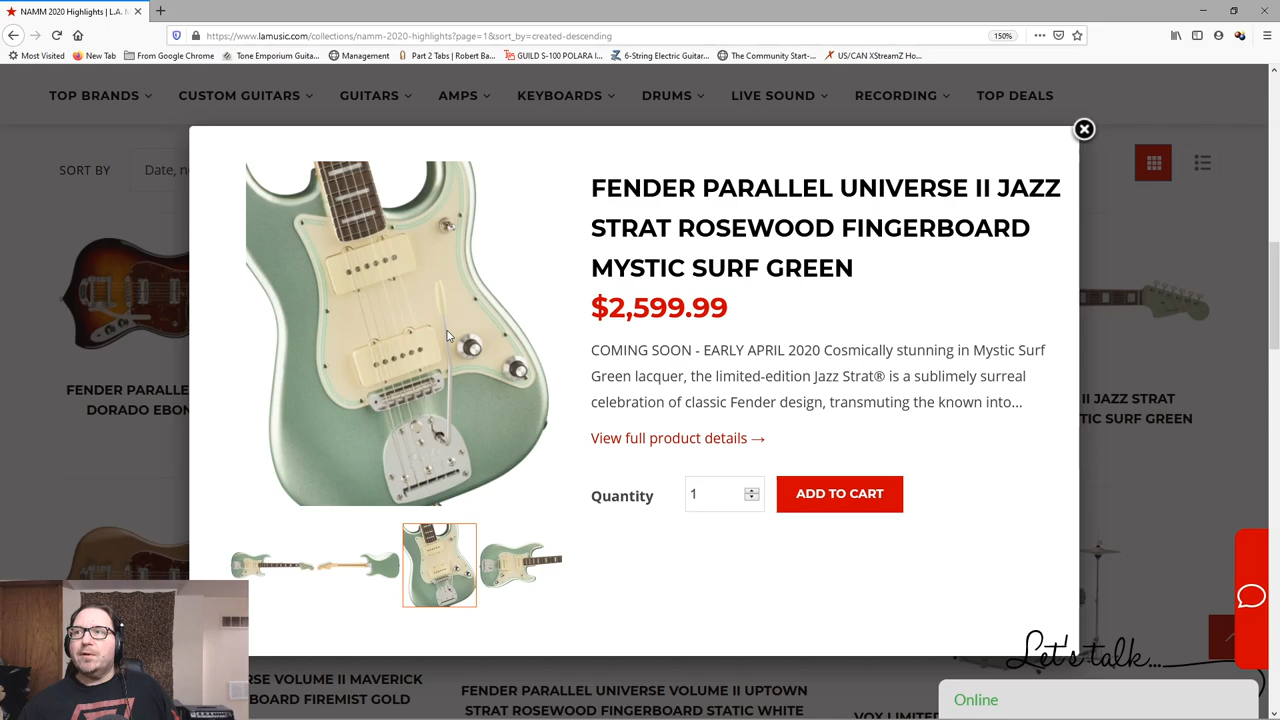 NAMM 2020 Highlights | L.A. M
https://www.lamusic.com/collections/namm-2020-highlights?page=1&sort_by=created-descending
150%
Most Visited
New Tab
From Google Chrome
Tone Emporium Guita...
Management
Part 2 Tabs | Robert Ba...
GUILD S-100 POLARA I...
6-String Electric Guitar...
The Community Start-...
US/CAN XStreamZ Ho...
TOP BRANDS
CUSTOM GUITARS
GUITARS
AMPS
KEYBOARDS
DRUMS
LIVE SOUND
RECORDING
TOP DEALS
SORT BY
Date, n
FENDER PARALLEL UNIVERSE II JAZZ
STRAT ROSEWOOD FINGERBOARD
MYSTIC SURF GREEN
$2,599.99
COMING SOON - EARLY APRIL 2020 Cosmically stunning in Mystic Surf
Green lacquer, the limited-edition Jazz Strat® is a sublimely surreal
celebration of classic Fender design, transmuting the known into...
View full product details →
Quantity
1
ADD TO CART
FENDER PARALLE
DORADO EBON
II JAZZ STRAT
TIC SURF GREEN
RSE VOLUME II MAVERICK
BOARD FIREMIST GOLD
FENDER PARALLEL UNIVERSE VOLUME II UPTOWN
STRAT ROSEWOOD FINGERBOARD STATIC WHITE
VOX LIMITED
Let's talk...
Online